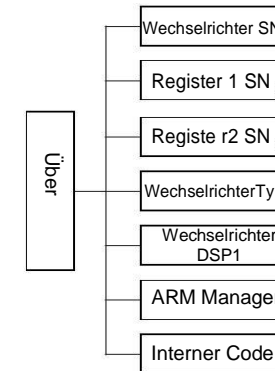 Über
Wechselrichter SN
Register 1 SN
Registe r2 SN
WechselrichterTy
Wechselrichter
DSP1
ARM Manage
Interner Code